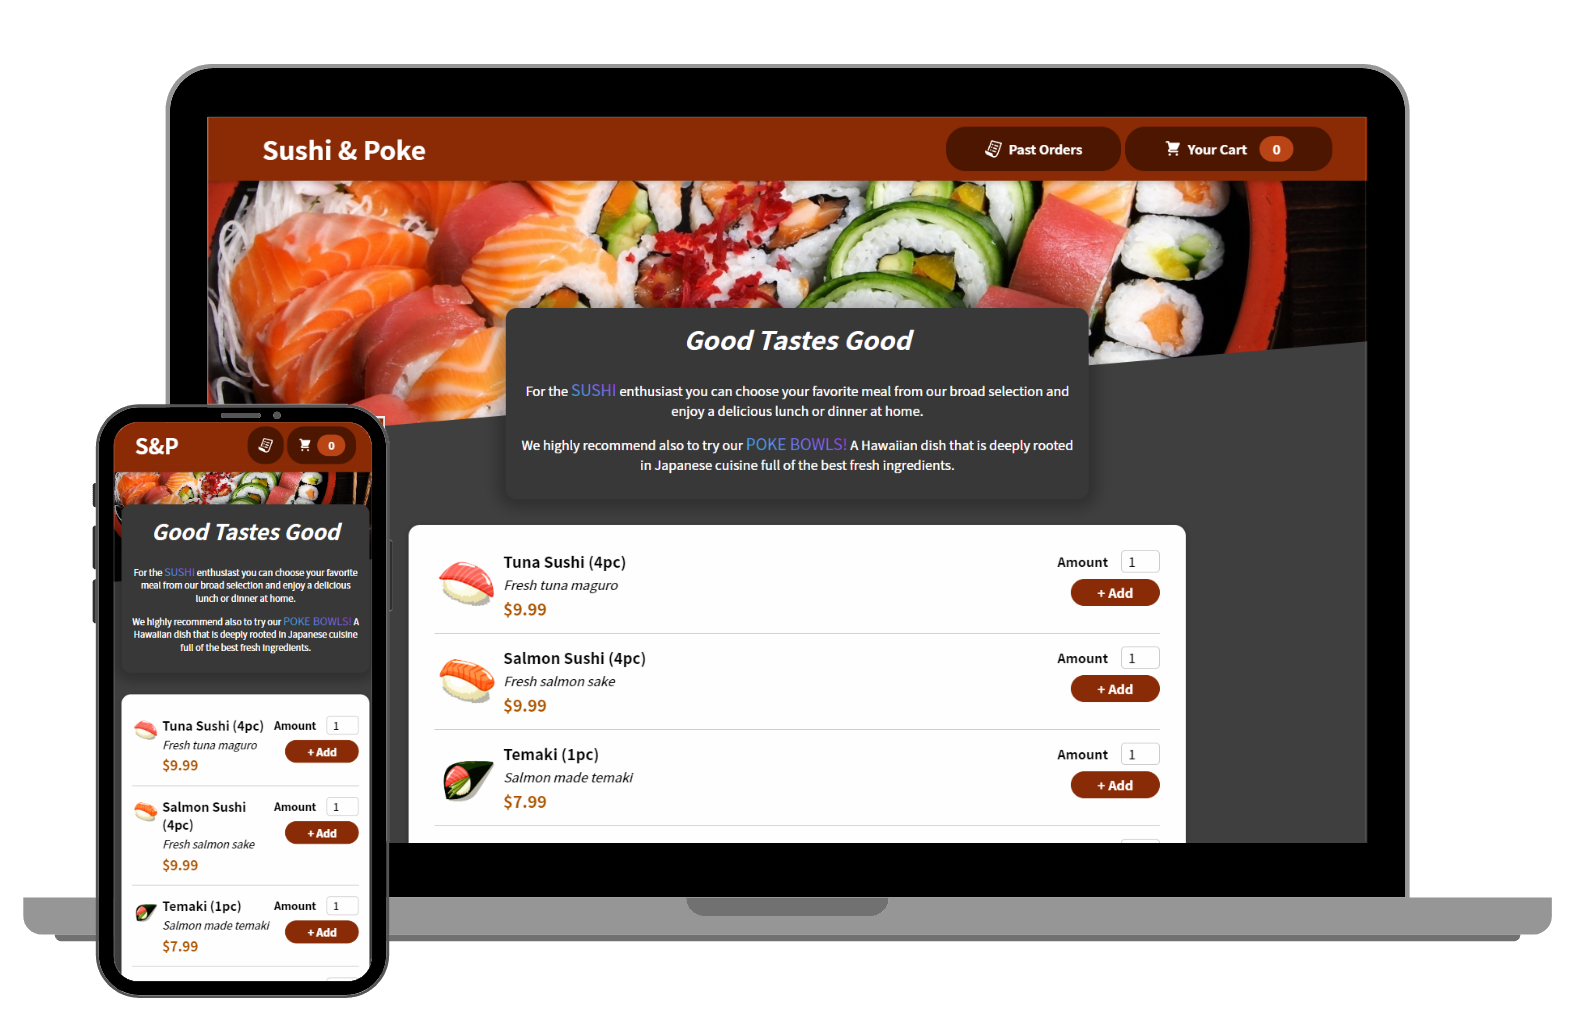 Sushi & Poke
Past Orders
Your Cart 0
Good Tastes Good
For the SUSHI enthusiast you can choose your favorite meal from our broad selection and
enjoy a delicious lunch or dinner at home.
We highly recommend also to try our POKE BOWLS! A Hawaiian dish that is deeply rooted
in Japanese cuisine full of the best fresh ingredients.
Tuna Sushi (4pc)
Fresh tuna maguro
$9.99
Amount 1
+ Add
Salmon Sushi (4pc)
Fresh salmon sake
$9.99
Amount 1
+ Add
Temaki (1pc)
Salmon made temaki
$7.99
Amount 1
+ Add
S&P
0
Good Tastes Good
For the SUSHI enthusiast you can choose your favorite
meal from our broad selection and enjoy a delicious
lunch or dinner at home.
We highly recommend also to try our POKE BOWLS! A
Hawaiian dish that is deeply rooted in Japanese cuisine
full of the best fresh ingredients.
Tuna Sushi (4pc)
Fresh tuna maguro
$9.99
Amount 1
+ Add
Salmon Sushi
(4pc)
Fresh salmon sake
$9.99
Amount 1
+ Add
Temaki (1pc)
Salmon made temaki
$7.99
Amount 1
+ Add